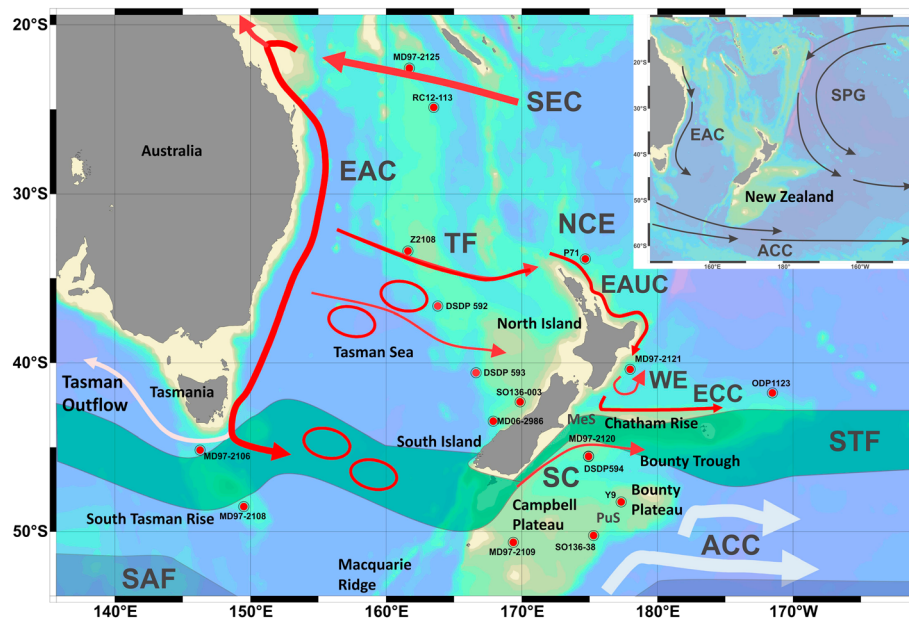 20°S
30°S
40°S
50°S
140°E
150°E
160°E
170°E
180°E
170°W
Australia
MD97-2125
RC12-113
SEC
EAC
TF
NCE
Z2108
P71
EAUC
DSDP 592
North Island
Tasman Sea
MD97-2121
DSDP 593
WE
ODP1123
Tasman
Outflow
Tasmania
SO136-003
ECC
MD06-2986
MeS
Chatham Rise
South Island
MD97-2120
STF
MD97-2106
SC
DSDP594
Bounty Trough
Y9
Bounty
Plateau
MD97-2108
Campbell
Plateau
PuS
South Tasman Rise
MD97-2109
SO136-38
ACC
Macquarie
Ridge
SAF
10°S
20°S
30°S
40°S
50°S
60°S
SPG
EAC
New Zealand
ACC
160°E
180°
160°W